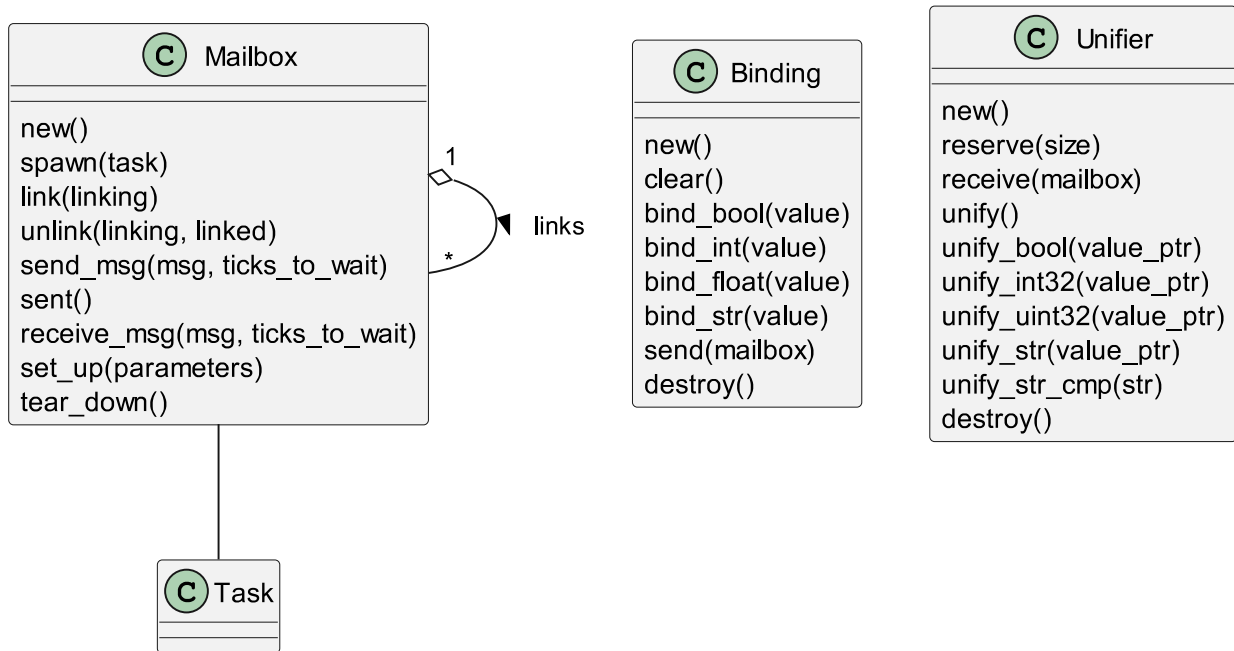 C Mailbox
new()
spawn(task)
link(linking)
unlink(linking, linked)
send_msg(msg, ticks_to_wait)
sent()
receive_msg(msg, ticks_to_wait)
set_up(parameters)
tear_down()
1
links
*
C Task
C Binding
new()
clear()
bind_bool(value)
bind_int(value)
bind_float(value)
bind_str(value)
send(mailbox)
destroy()
C Unifier
new()
reserve(size)
receive(mailbox)
unify()
unify_bool(value_ptr)
unify_int32(value_ptr)
unify_uint32(value_ptr)
unify_str(value_ptr)
unify_str_cmp(str)
destroy()